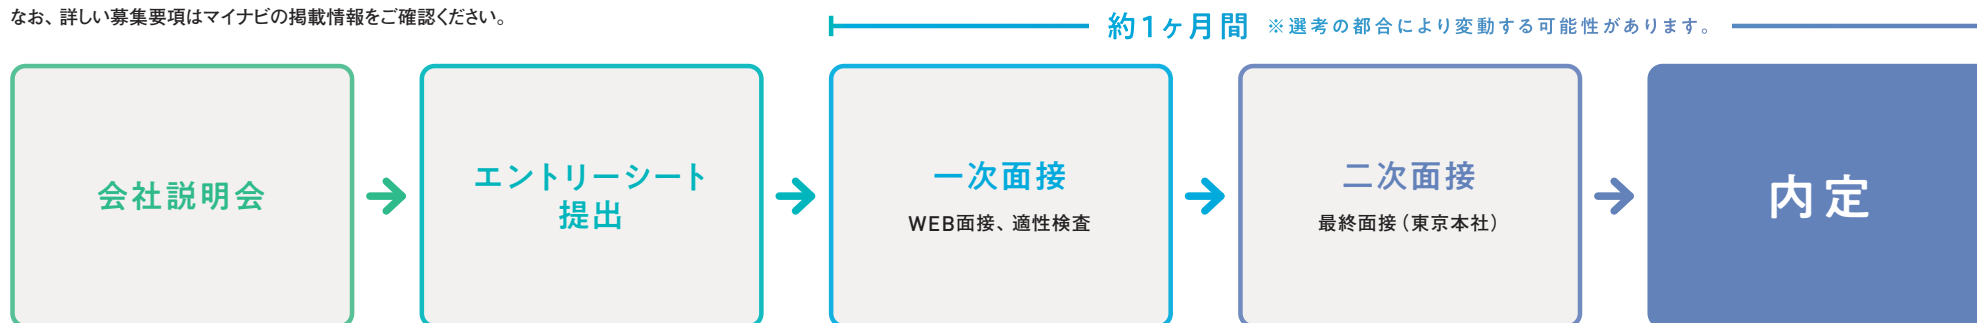 なお、詳しい募集要項はマイナビの掲載情報をご確認ください。
約1ヶ月間 ※選考の都合により変動する可能性があります。
会社説明会
エントリーシート
提出
一次面接
WEB面接、適性検査
二次面接
最終面接（東京本社）
内定